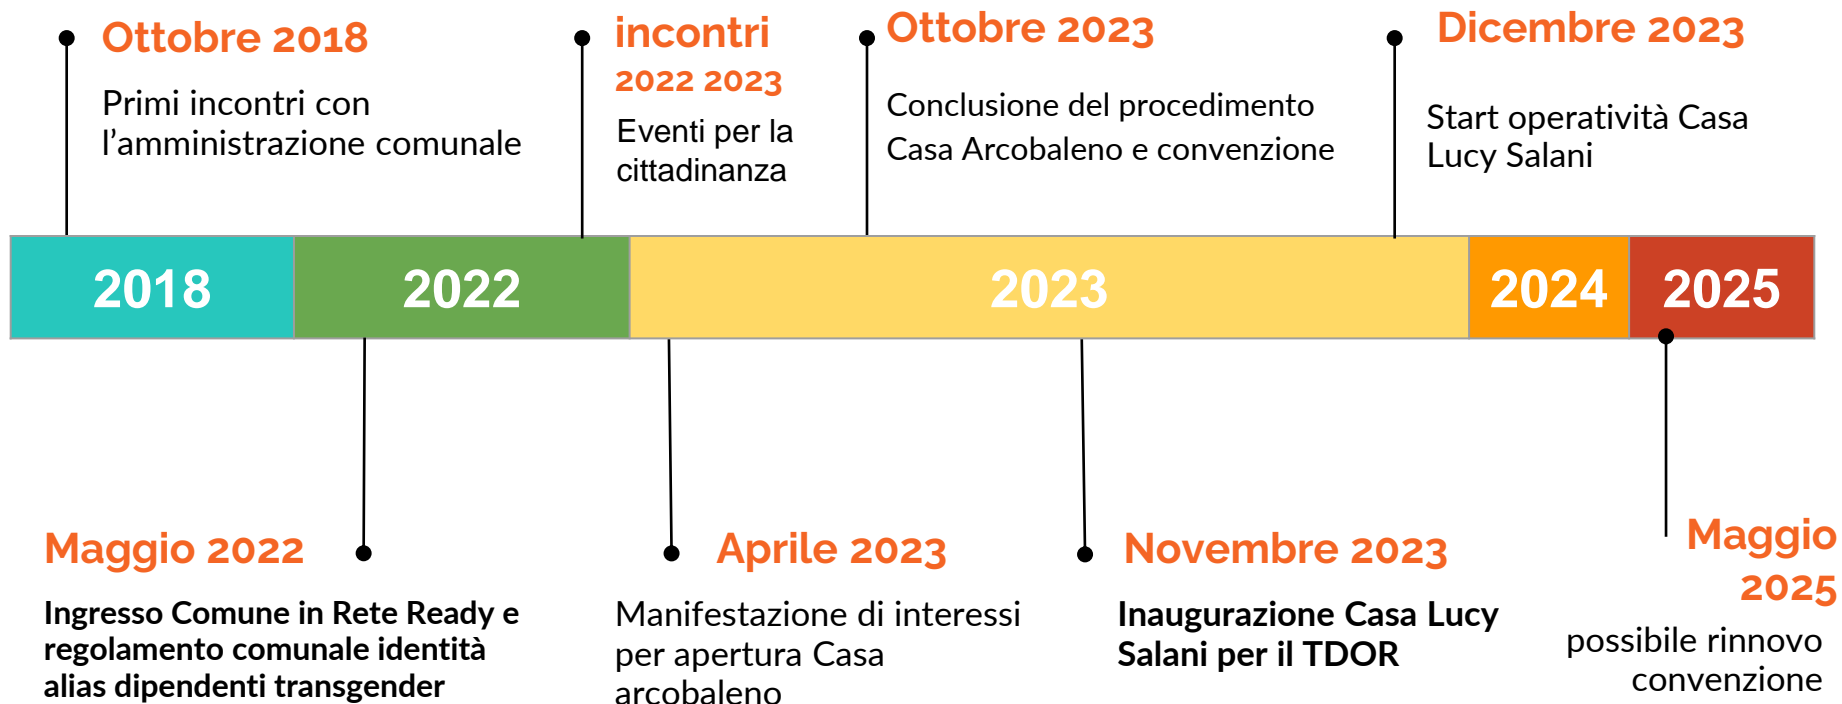 Ottobre 2018
Primi incontri con
l’amministrazione comunale
incontri
2022 2023
Eventi per la
cittadinanza
Ottobre 2023
Conclusione del procedimento
Casa Arcobaleno e convenzione
Dicembre 2023
Start operatività Casa
Lucy Salani
2018
2022
2023
2024
2025
Maggio 2022
Ingresso Comune in Rete Ready e
regolamento comunale identità
alias dipendenti transgender
Aprile 2023
Manifestazione di interessi
per apertura Casa
arcobaleno
Novembre 2023
Inaugurazione Casa Lucy
Salani per il TDOR
Maggio
2025
possibile rinnovo
convenzione